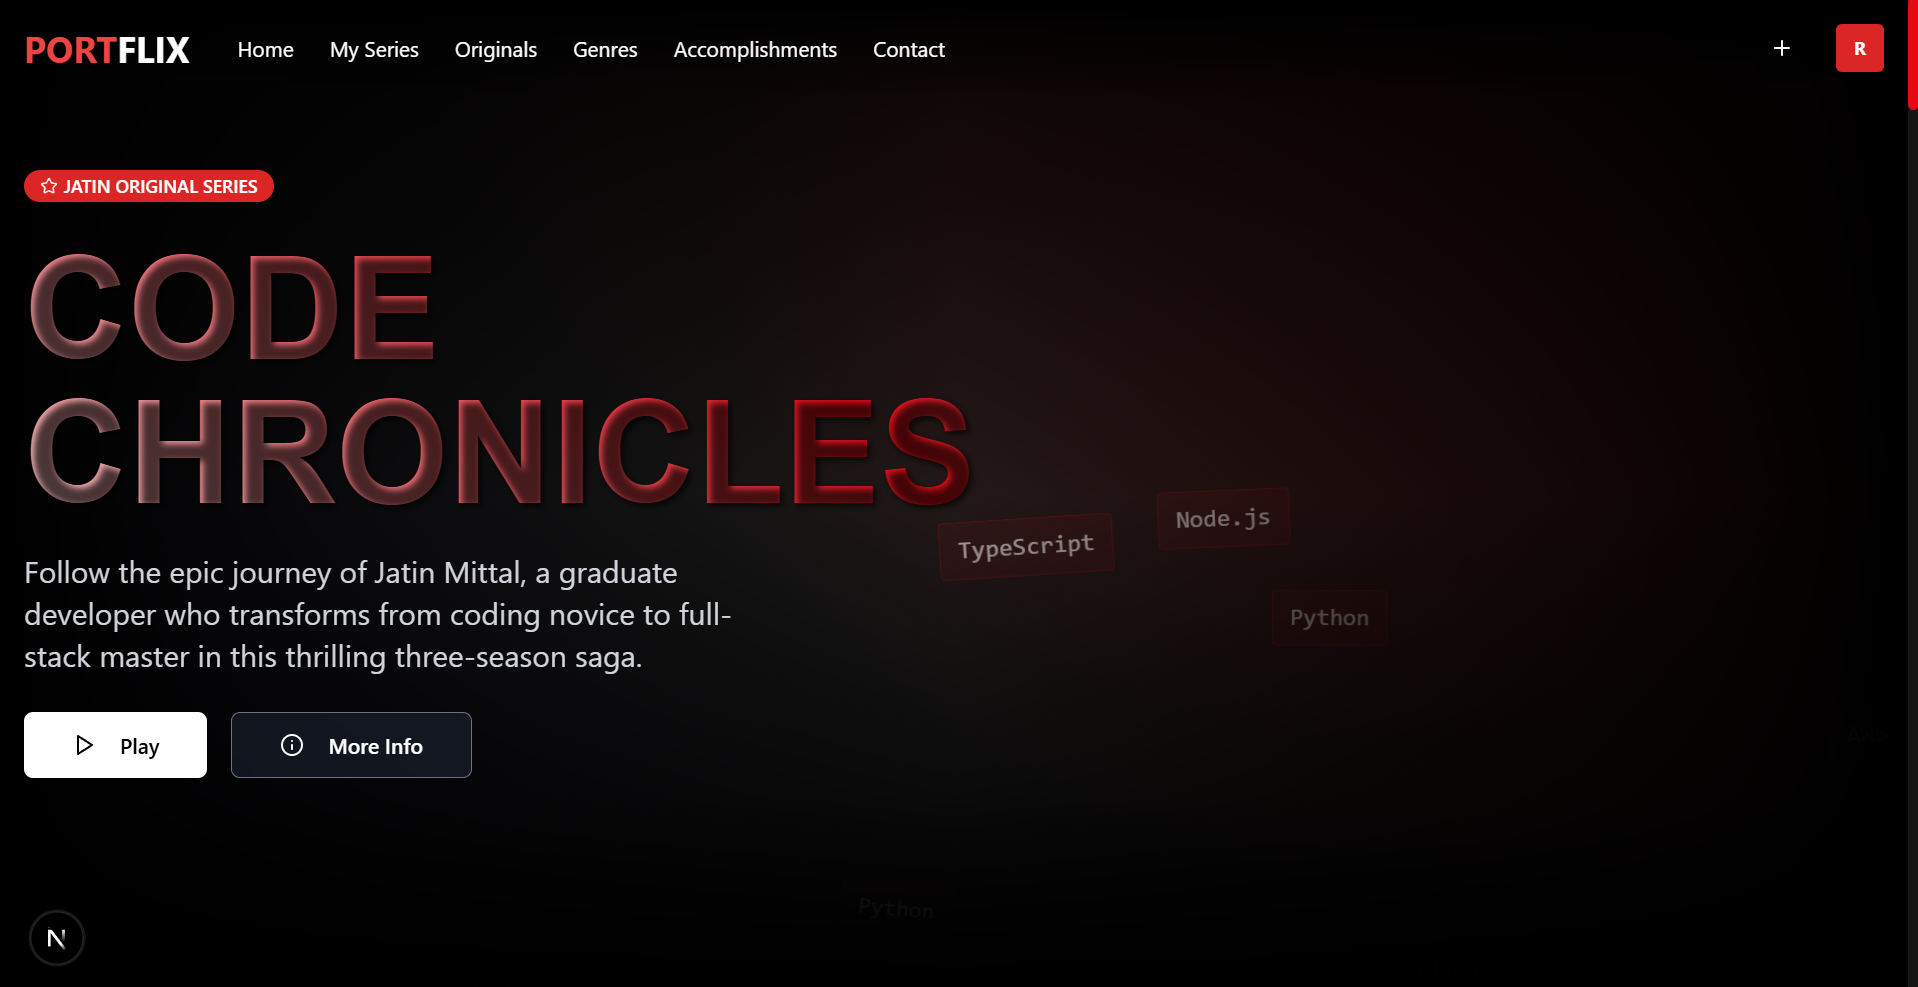 PORTFLIX
Home
My Series
Originals
Genres
Accomplishments
Contact
+
R
JATIN ORIGINAL SERIES
CODE
CHRONICLES
Node.js
TypeScript
Follow the epic journey of Jatin Mittal, a graduate
developer who transforms from coding novice to full-
stack master in this thrilling three-season saga.
Python
AWS
Play
More Info
Python
N